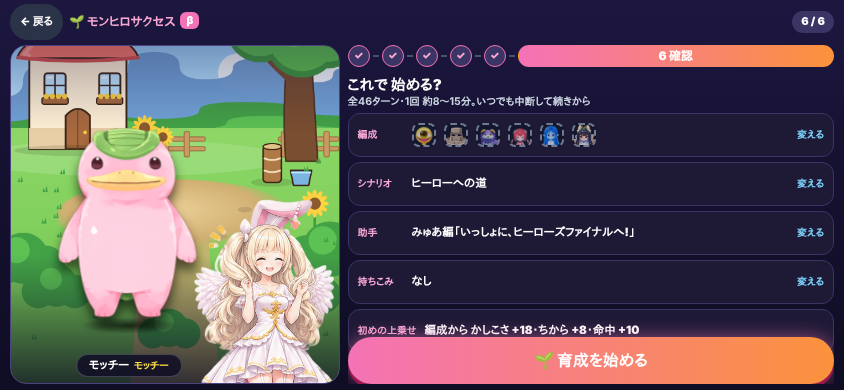 ← 戻る
🌱 モンヒロサクセス β
6 / 6
6 確認
これで 始める?
全46ターン・1回 約8〜15分。いつでも中断して続きから
編成
変える
シナリオ
ヒーローへの道
変える
助手
みゅあ編「いっしょに、ヒーローズファイナルへ!」
変える
持ちこみ
なし
変える
初めの上乗せ
編成から かしこさ +18・ちから +8・命中 +10
🌱 育成を始める
モッチー モッチー